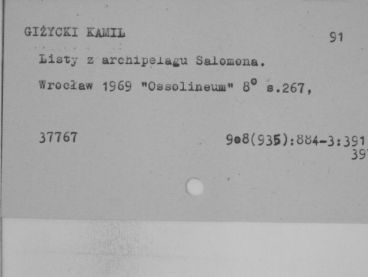 GIŻYCKI KAMIL 91
Listy z archipelagu Salomona.
Wrocław 1969 "Ossolineum" 8° s.267,
37767 908(935):884-3:391
39